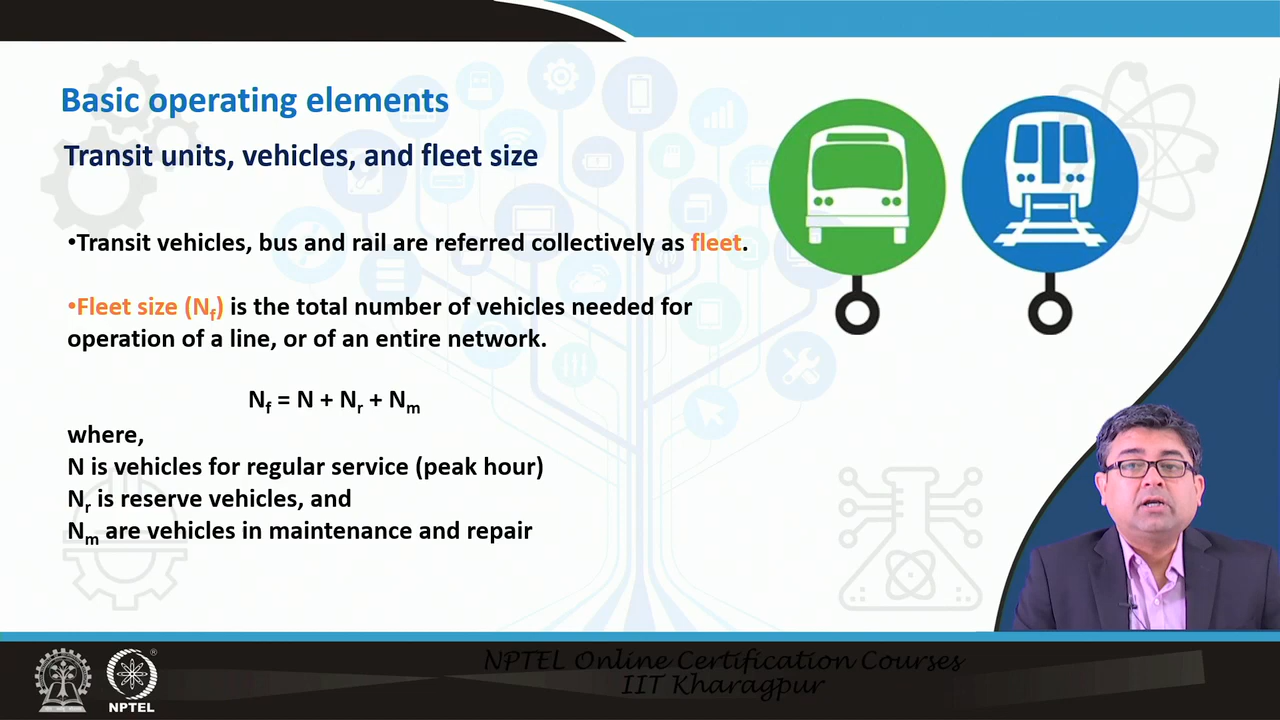 Basic operating elements
Transit units, vehicles, and fleet size
•Transit vehicles, bus and rail are referred collectively as fleet.
•Fleet size (Nf) is the total number of vehicles needed for
operation of a line, or of an entire network.
Nf = N + Nr + Nm
where,
N is vehicles for regular service (peak hour)
Nr is reserve vehicles, and
Nm are vehicles in maintenance and repair
NPTEL Online Certification Courses
IIT Kharagpur
NPTEL